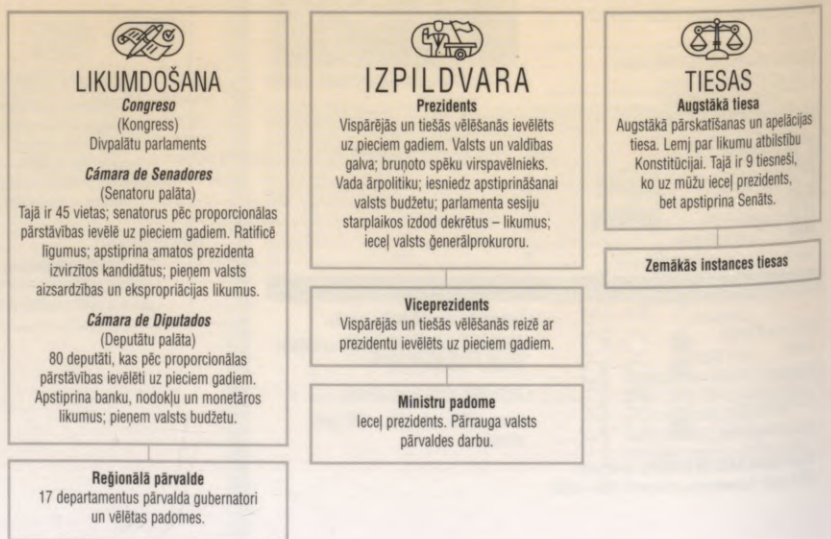 LIKUMDOŠANA
Congreso
(Kongress)
Divpalātu parlaments
Cámara de Senadores
(Senatoru palāta)
Tajā ir 45 vietas; senatorus pēc proporcionālas
pārstāvības ievēlē uz pieciem gadiem. Ratificē
līgumus; apstiprina amatos prezidenta
izvirzītos kandidātus; pieņem valsts
aizsardzības un ekspropriācijas likumus.
Cámara de Diputados
(Deputātu palāta)
80 deputāti, kas pēc proporcionālas
pārstāvības ievēlēti uz pieciem gadiem.
Apstiprina banku, nodokļu un monetāros
likumus; pieņem valsts budžetu.
Reģionālā pārvalde
17 departamentus pārvalda gubernatori
un vēlētas padomes.
IZPILDVARA
Prezidents
Vispārējās un tiešās vēlēšanās ievēlēts
uz pieciem gadiem. Valsts un valdības
galva; bruņoto spēku virspavēlnieks.
Vada ārpolitiku; iesniedz apstiprināšanai
valsts budžetu; parlamenta sesiju
starplaikos izdod dekrētus – likumus;
ieceļ valsts ģenerālprokuroru.
Viceprezidents
Vispārējās un tiešās vēlēšanās reizē ar
prezidentu ievēlēts uz pieciem gadiem.
Ministru padome
Ieceļ prezidents. Pārrauga valsts
pārvaldes darbu.
TIESAS
Augstākā tiesa
Augstākā pārskatīšanas un apelācijas
tiesa. Lemj par likumu atbilstību
Konstitūcijai. Tajā ir 9 tiesneši,
ko uz mūžu ieceļ prezidents,
bet apstiprina Senāts.
Zemākās instances tiesas